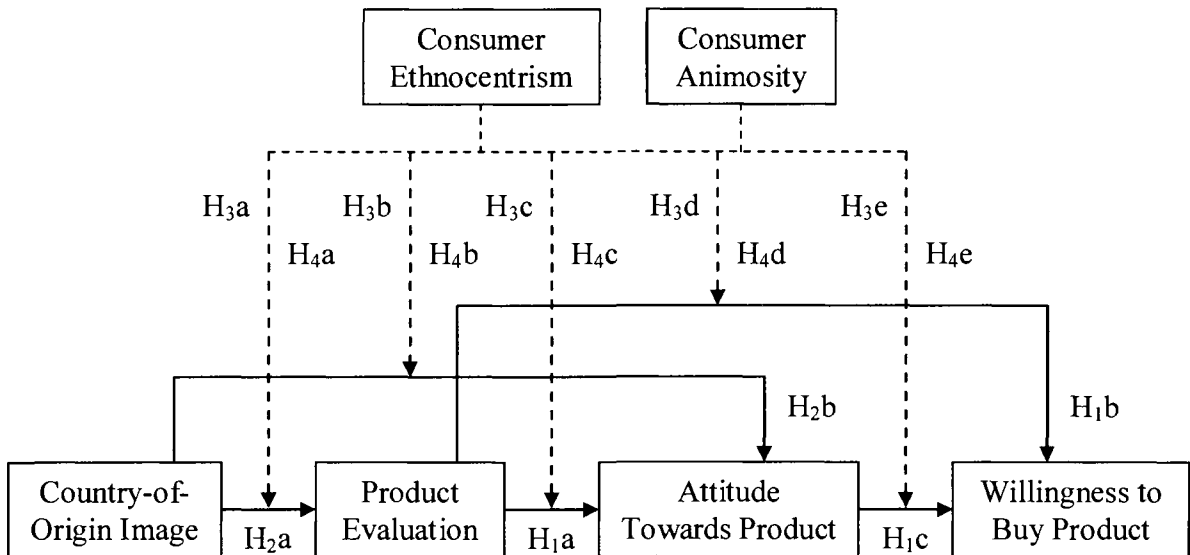 Consumer
Ethnocentrism
Consumer
Animosity
H₃a
H₃b
H₃c
H₃d
H₃e
H₄a
H₄b
H₄c
H₄d
H₄e
H₂b
H₁b
Country-of-
Origin Image
Product
Evaluation
Attitude
Towards Product
Willingness to
Buy Product
H₂a
H₁a
H₁c